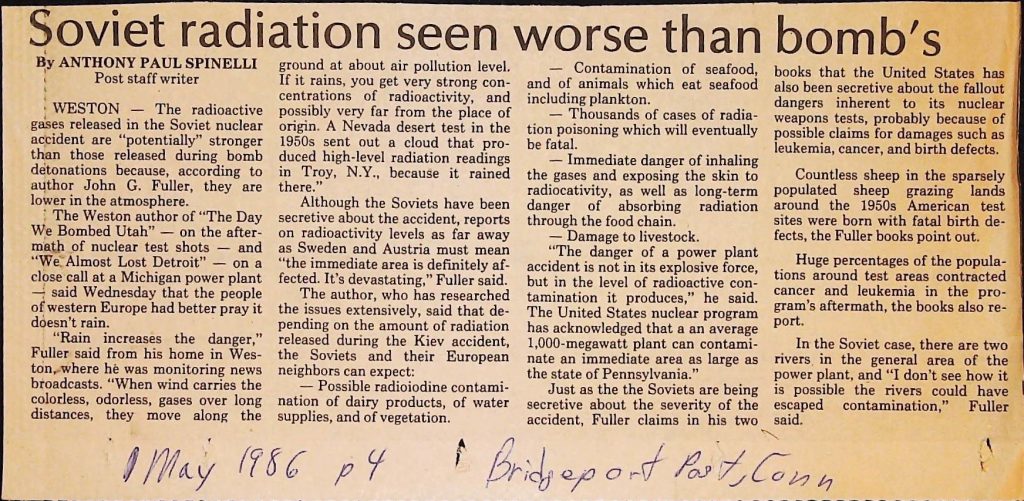 Soviet radiation seen worse than bomb's
By ANTHONY PAUL SPINELLI
Post staff writer
WESTON — The radioactive
gases released in the Soviet nuclear
accident are "potentially" stronger
than those released during bomb
detonations because, according to
author John G. Fuller, they are
lower in the atmosphere.
The Weston author of "The Day
We Bombed Utah" — on the after-
math of nuclear test shots — and
"We Almost Lost Detroit" — on a
close call at a Michigan power plant
— said Wednesday that the people
of western Europe had better pray it
doesn't rain.
"Rain increases the danger,"
Fuller said from his home in Wes-
ton, where he was monitoring news
broadcasts. "When wind carries the
colorless, odorless, gases over long
distances, they move along the
ground at about air pollution level.
If it rains, you get very strong con-
centrations of radioactivity, and
possibly very far from the place of
origin. A Nevada desert test in the
1950s sent out a cloud that pro-
duced high-level radiation readings
in Troy, N.Y., because it rained
there."
Although the Soviets have been
secretive about the accident, reports
on radioactivity levels as far away
as Sweden and Austria must mean
"the immediate area is definitely af-
fected. It's devastating," Fuller said.
The author, who has researched
the issues extensively, said that de-
pending on the amount of radiation
released during the Kiev accident,
the Soviets and their European
neighbors can expect:
— Possible radioiodine contami-
nation of dairy products, of water
supplies, and of vegetation.
— Contamination of seafood,
and of animals which eat seafood
including plankton.
— Thousands of cases of radia-
tion poisoning which will eventually
be fatal.
— Immediate danger of inhaling
the gases and exposing the skin to
radiocativity, as well as long-term
danger of absorbing radiation
through the food chain.
— Damage to livestock.
"The danger of a power plant
accident is not in its explosive force,
but in the level of radioactive con-
tamination it produces," he said.
The United States nuclear program
has acknowledged that a an average
1,000-megawatt plant can contami-
nate an immediate area as large as
the state of Pennsylvania."
Just as the the Soviets are being
secretive about the severity of the
accident, Fuller claims in his two
books that the United States has
also been secretive about the fallout
dangers inherent to its nuclear
weapons tests, probably because of
possible claims for damages such as
leukemia, cancer, and birth defects.
Countless sheep in the sparsely
populated sheep grazing lands
around the 1950s American test
sites were born with fatal birth de-
fects, the Fuller books point out.
Huge percentages of the popula-
tions around test areas contracted
cancer and leukemia in the pro-
gram's aftermath, the books also re-
port.
In the Soviet case, there are two
rivers in the general area of the
power plant, and "I don't see how it
is possible the rivers could have
escaped contamination," Fuller
said.
1 May 1986 p4 Bridgeport Post, Conn